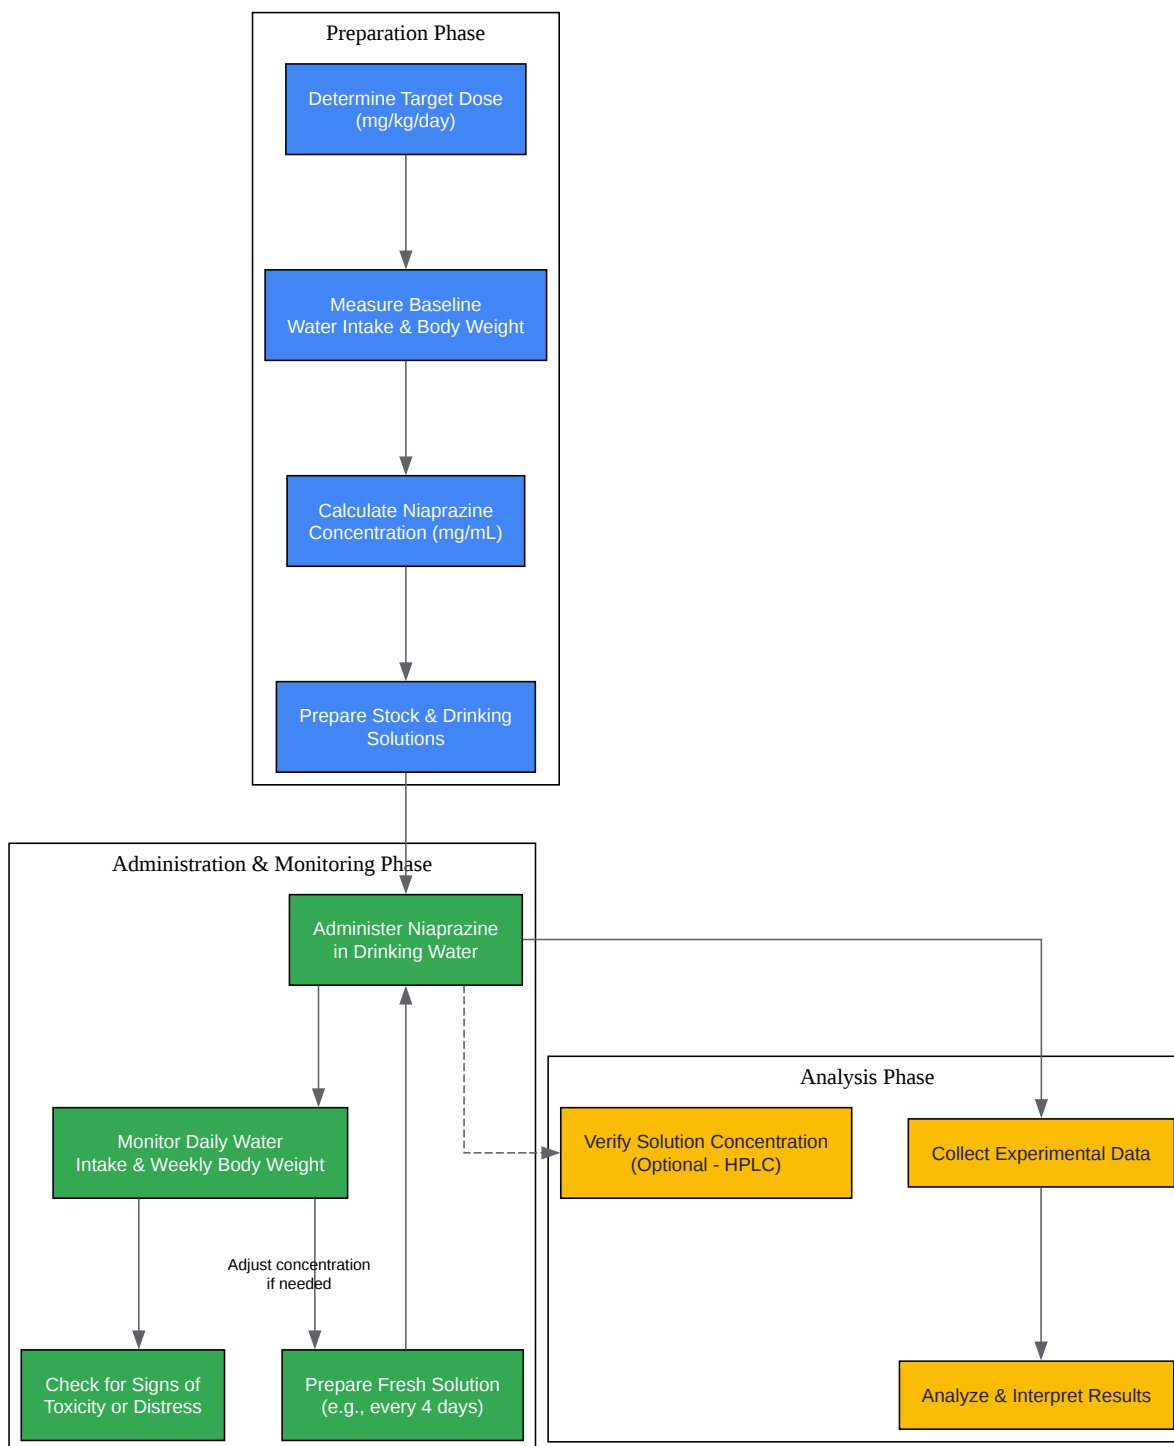 Preparation Phase
Determine Target Dose
(mg/kg/day)
Measure Baseline
Water Intake & Body Weight
Calculate Niaprazine
Concentration (mg/mL)
Prepare Stock & Drinking
Solutions
Administration & Monitoring Phase
Administer Niaprazine
in Drinking Water
Monitor Daily Water
Intake & Weekly Body Weight
Adjust concentration
if needed
Check for Signs of
Toxicity or Distress
Prepare Fresh Solution
(e.g., every 4 days)
Analysis Phase
Verify Solution Concentration
(Optional - HPLC)
Collect Experimental Data
Analyze & Interpret Results